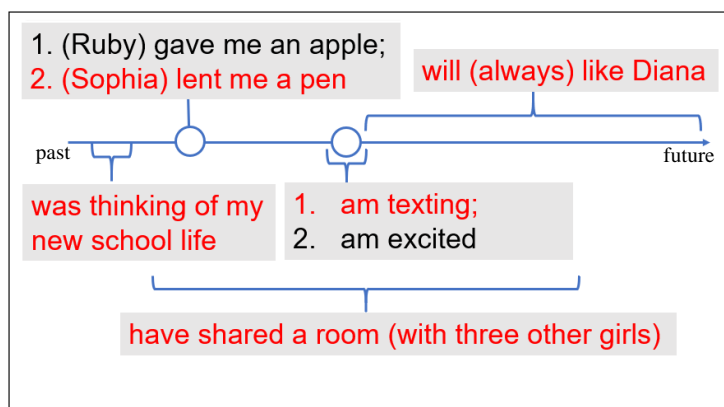 1. (Ruby) gave me an apple;
2. (Sophia) lent me a pen
will (always) like Diana
past
future
was thinking of my
new school life
1. am texting;
2. am excited
have shared a room (with three other girls)